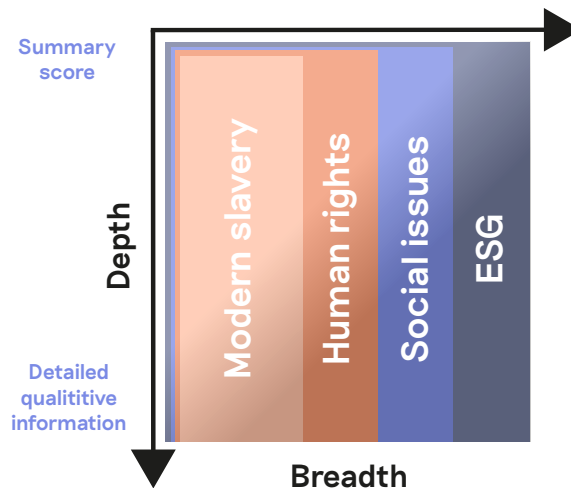 Summary
score
Depth
Detailed
qualititive
information
Modern slavery
Human rights
Social issues
ESG
Breadth